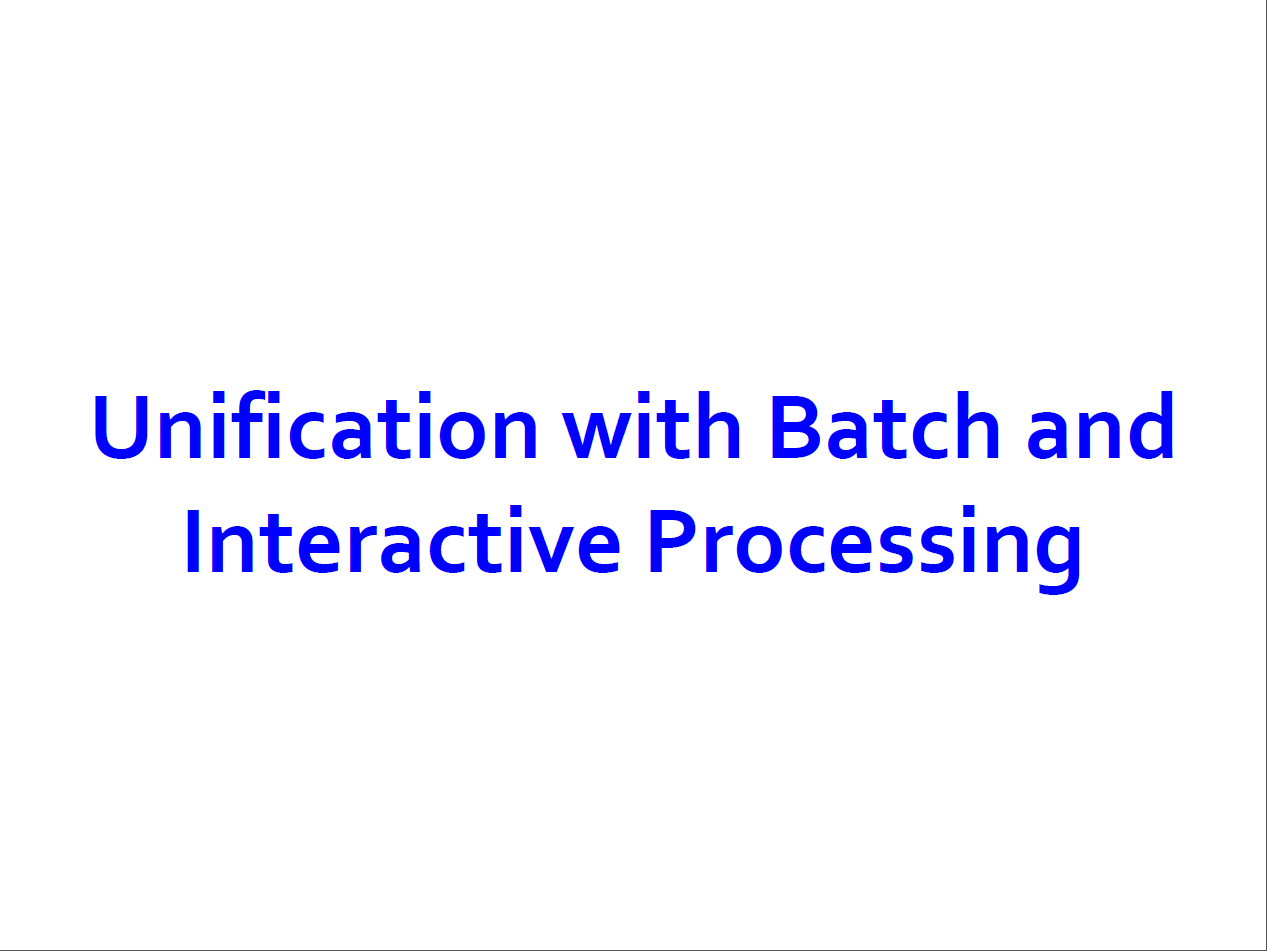 Unification with Batch and
Interactive Processing